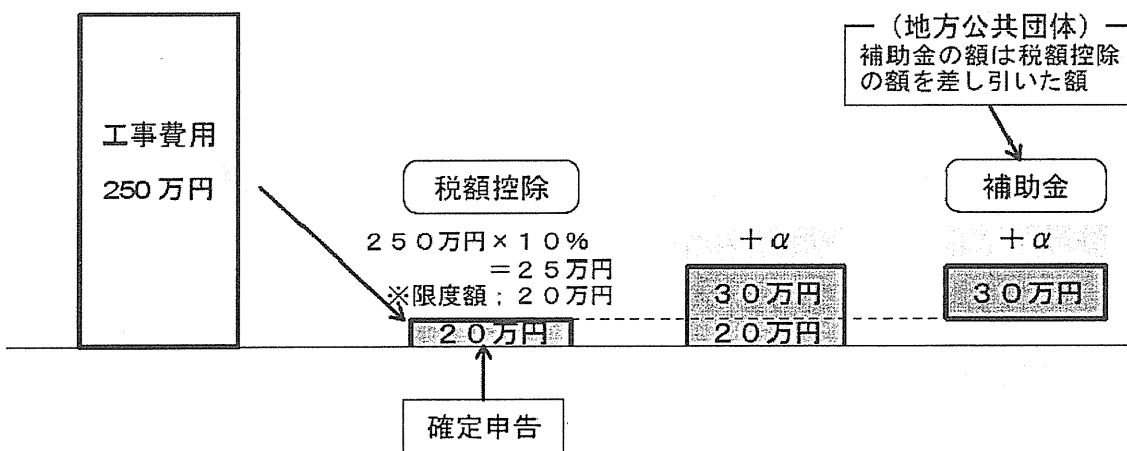 (地方公共団体)
補助金の額は税額控除
の額を差し引いた額
工事費用
250万円
税額控除
補助金
250万円×10%
=25万円
※限度額:20万円
+α
+α
30万円
30万円
20万円
20万円
確定申告